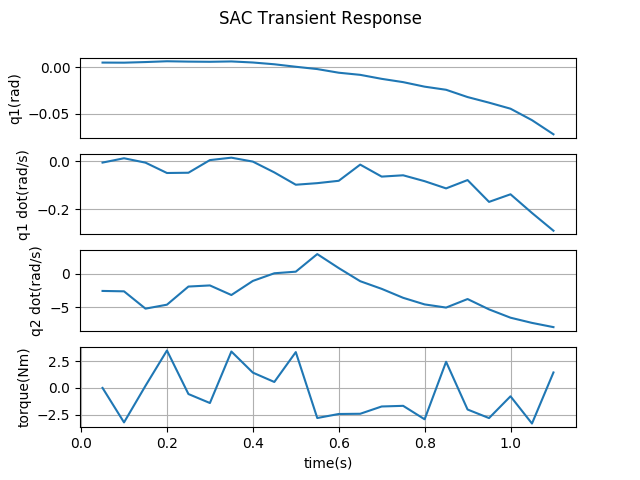 SAC Transient Response
q1(rad)
0.00
−0.05
q1 dot(rad/s)
0.0
−0.2
q2 dot(rad/s)
0
−5
torque(Nm)
2.5
0.0
−2.5
0.0 0.2 0.4 0.6 0.8 1.0
time(s)